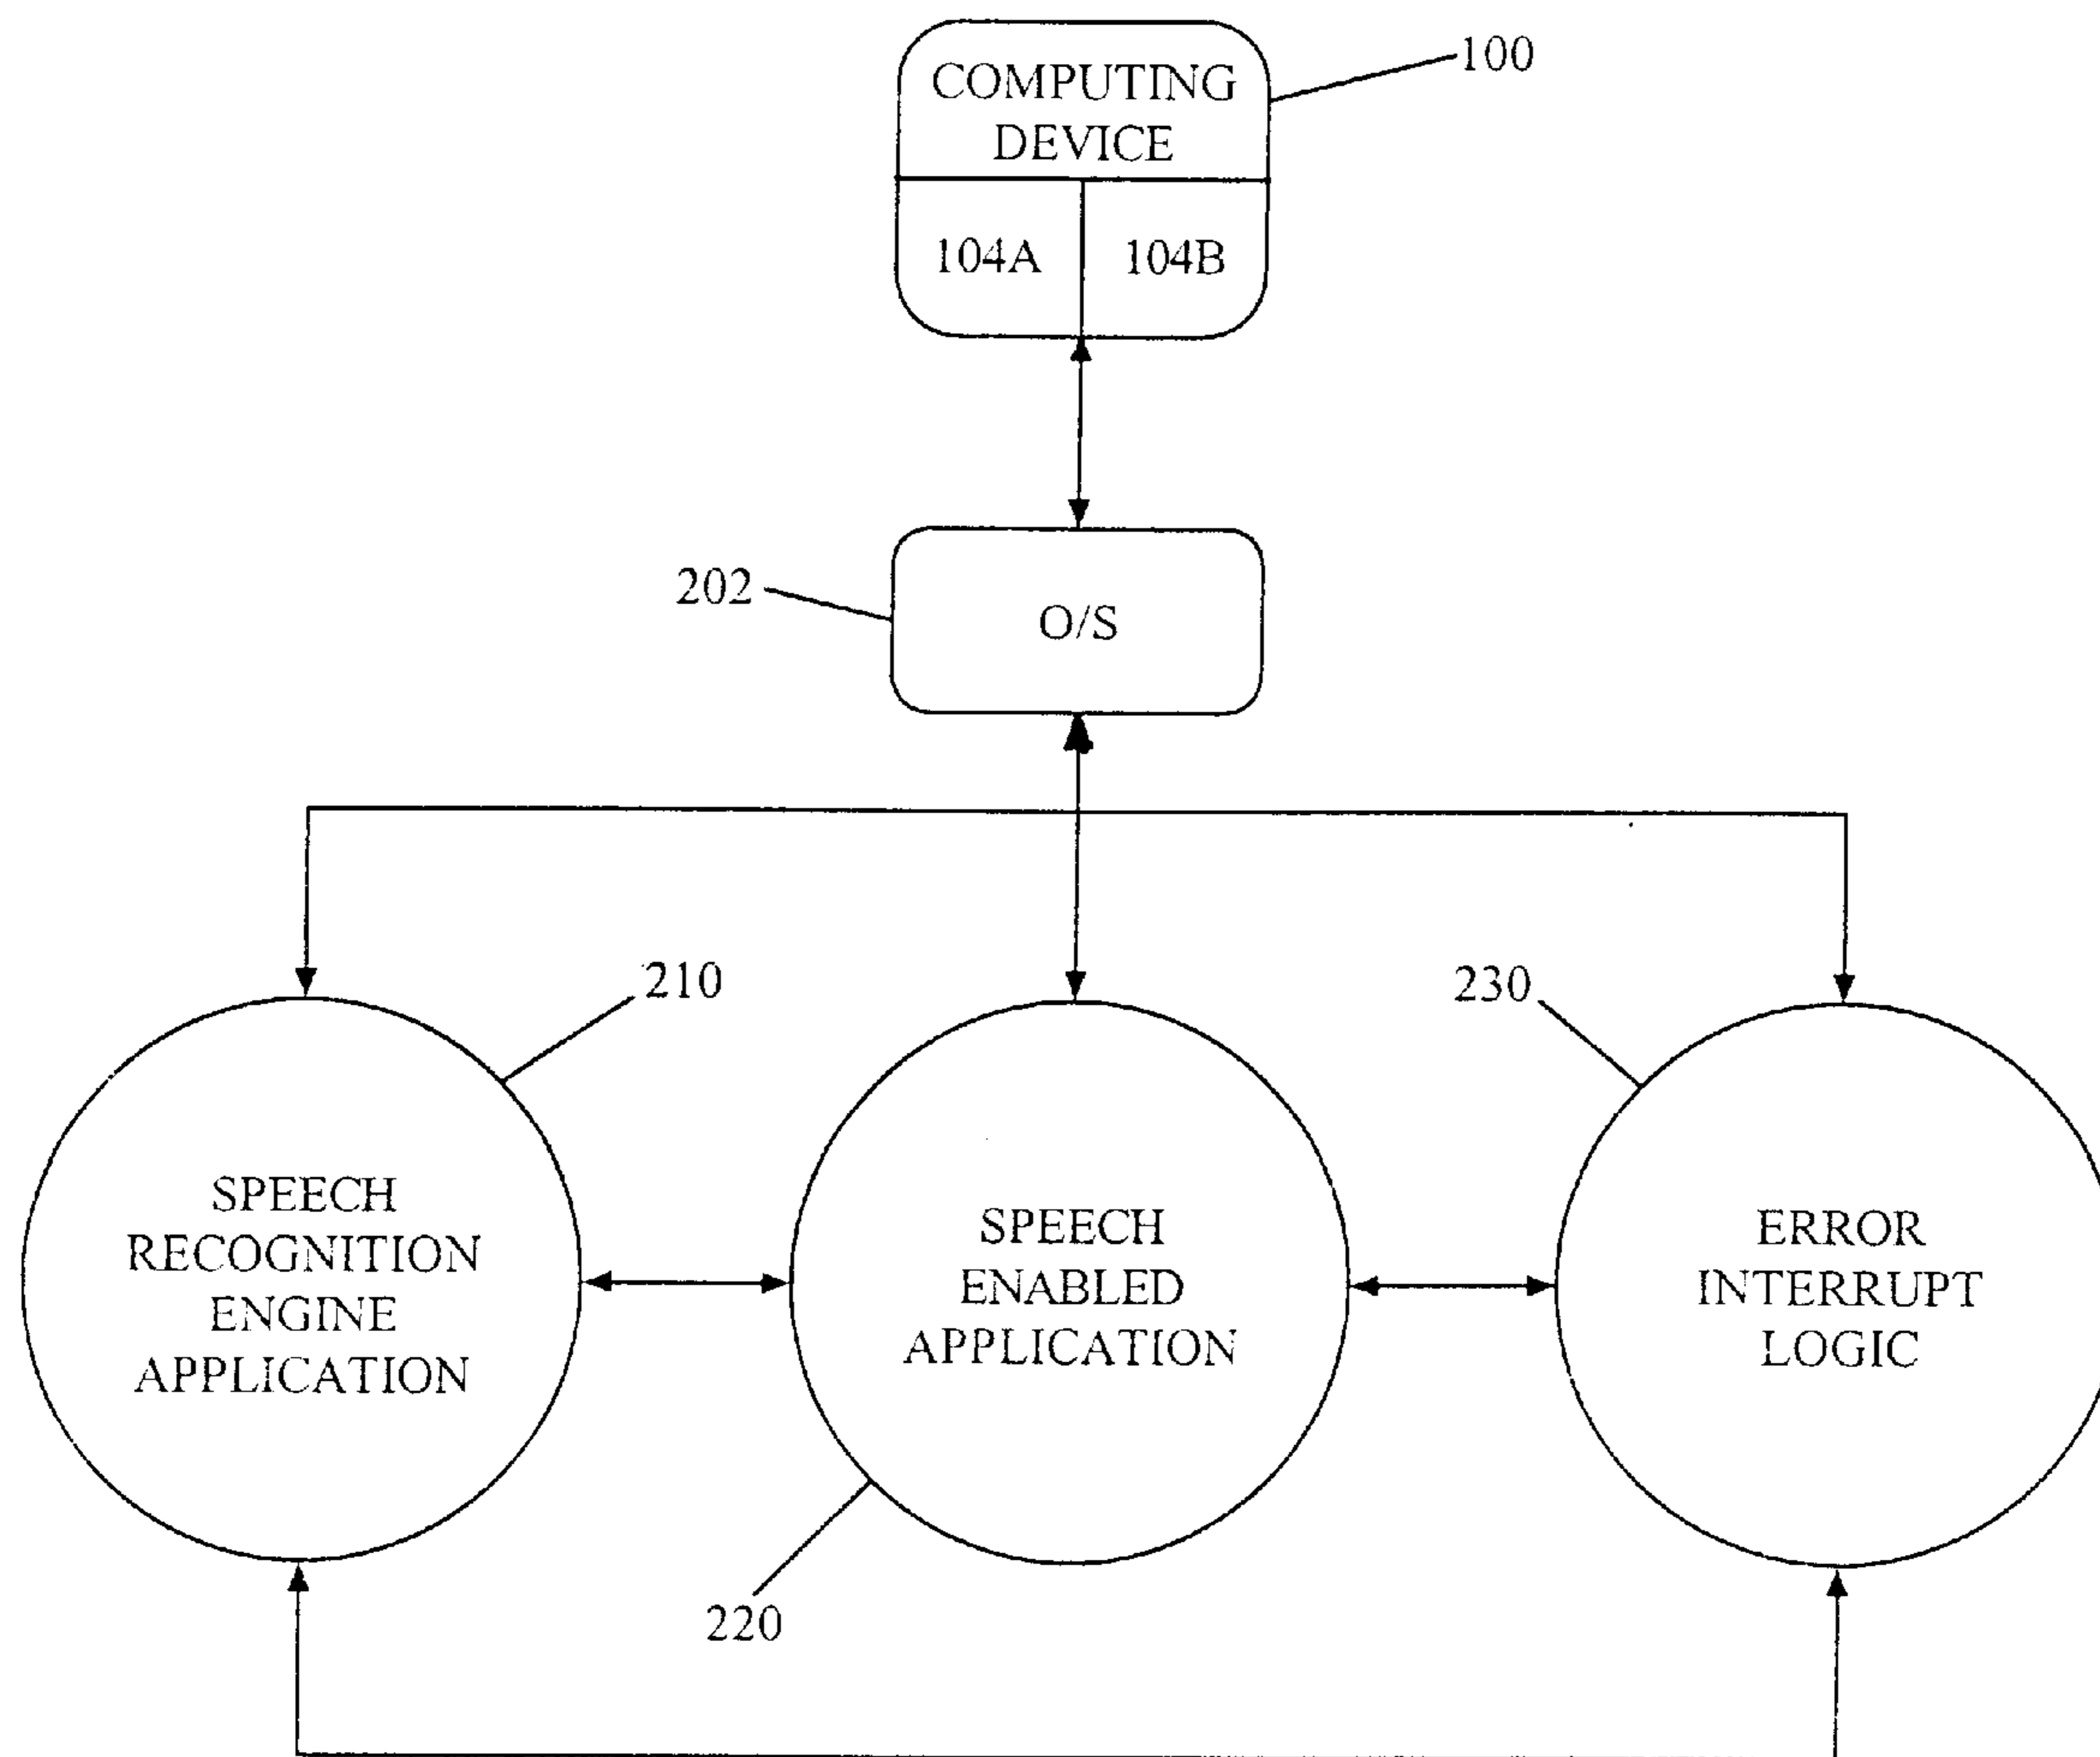 COMPUTING
DEVICE
100
104A
104B
202
O/S
210
230
SPEECH
RECOGNITION
ENGINE
APPLICATION
SPEECH
ENABLED
APPLICATION
ERROR
INTERRUPT
LOGIC
220